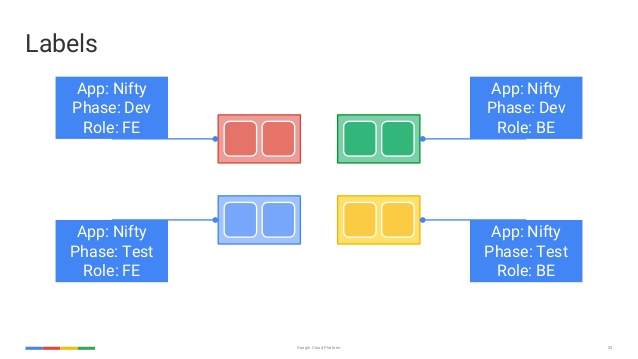 Labels
App: Nifty
Phase: Dev
Role: FE
App: Nifty
Phase: Dev
Role: BE
App: Nifty
Phase: Test
Role: FE
App: Nifty
Phase: Test
Role: BE
Google Cloud Platform